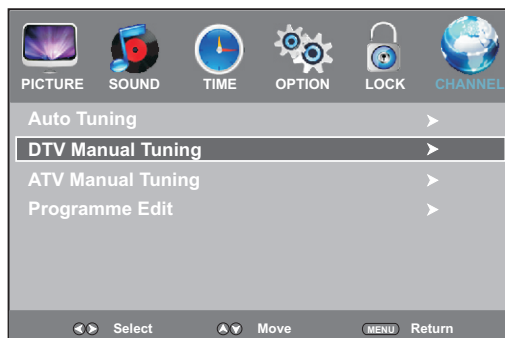 PICTURE SOUND TIME OPTION LOCK CHANNEL
Auto Tuning
DTV Manual Tuning
ATV Manual Tuning
Programme Edit
Select Move MENU Return